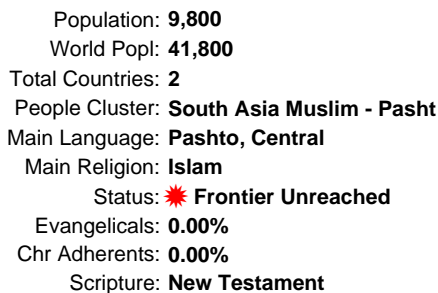 Population: 9,800
World Popl: 41,800
Total Countries: 2
People Cluster: South Asia Muslim - Pasht
Main Language: Pashto, Central
Main Religion: Islam
Status: Frontier Unreached
Evangelicals: 0.00%
Chr Adherents: 0.00%
Scripture: New Testament